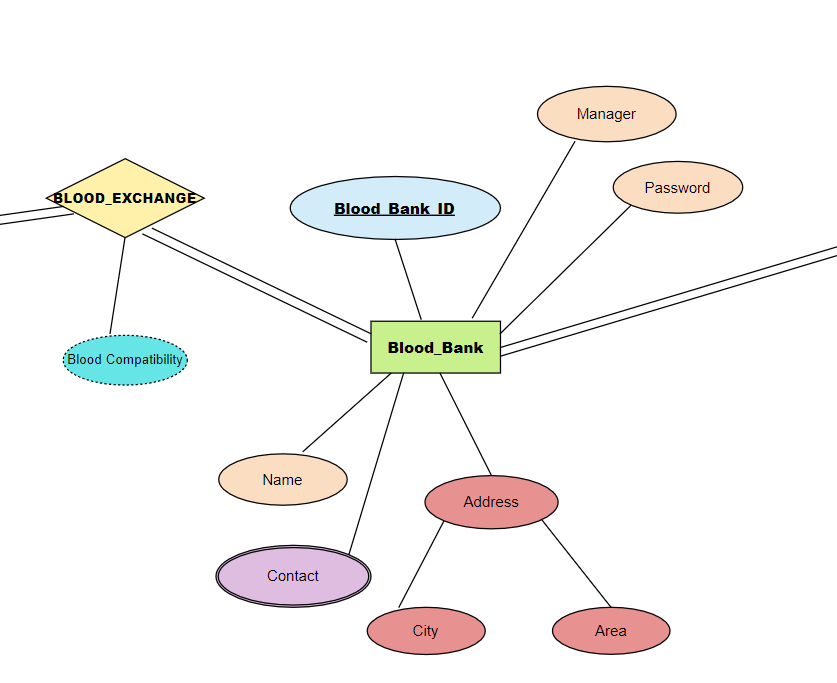 Manager
Password
BLOOD_EXCHANGE
Blood_Bank_ID
Blood_Bank
Blood Compatibility
Name
Address
Contact
City
Area